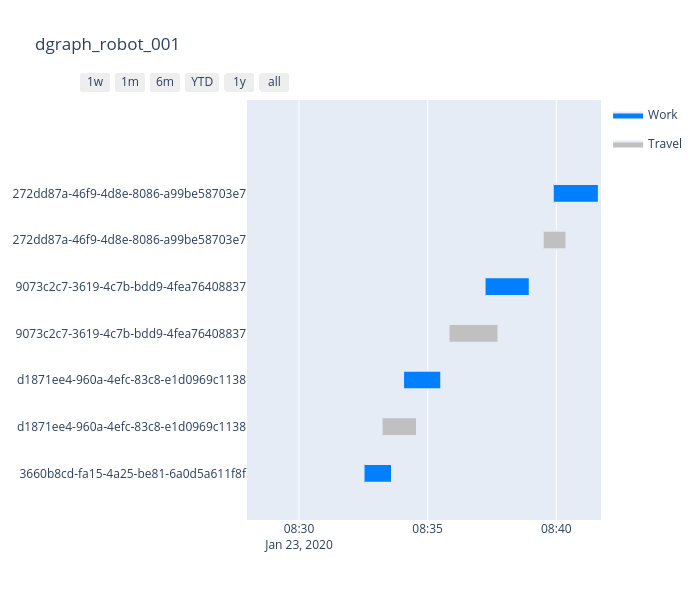 dgraph_robot_001
1w 1m 6m YTD 1y all
Work
Travel
272dd87a-46f9-4d8e-8086-a99be58703e7
272dd87a-46f9-4d8e-8086-a99be58703e7
9073c2c7-3619-4c7b-bdd9-4fea76408837
9073c2c7-3619-4c7b-bdd9-4fea76408837
d1871ee4-960a-4efc-83c8-e1d0969c1138
d1871ee4-960a-4efc-83c8-e1d0969c1138
3660b8cd-fa15-4a25-be81-6a0d5a611f8f
08:30 08:35 08:40
Jan 23, 2020